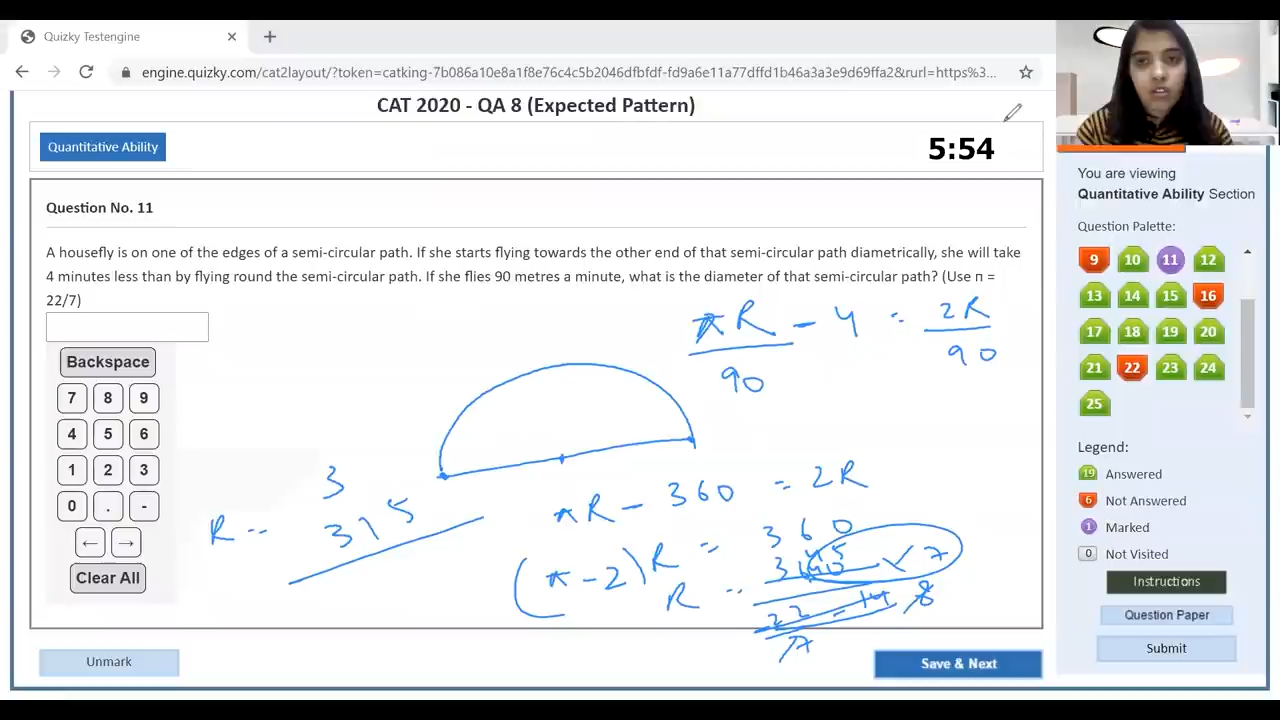 Quizky Testengine
engine.quizky.com/cat2layout/?token=catking-7b086a10e8a1f8e76c4c5b2046dfbfdf-fd9a6e11a77dffd1b46a3a3e9d69ffa2&rurl=https%3...
CAT 2020 - QA 8 (Expected Pattern)
Quantitative Ability
5:54
Question No. 11
A housefly is on one of the edges of a semi-circular path. If she starts flying towards the other end of that semi-circular path diametrically, she will take
4 minutes less than by flying round the semi-circular path. If she flies 90 metres a minute, what is the diameter of that semi-circular path? (Use π =
22/7)
Backspace
7 8 9
4 5 6
1 2 3
0 . -
← →
Clear All
πR/90 - 4 = 2R/90
πR - 360 = 2R
(π-2)R = 360
R =
22 - 14
7
R = 315
3
Unmark
Save & Next
You are viewing
Quantitative Ability Section
Question Palette:
9 10 11 12
13 14 15 16
17 18 19 20
21 22 23 24
25
Legend:
19 Answered
6 Not Answered
1 Marked
0 Not Visited
Instructions
Question Paper
Submit